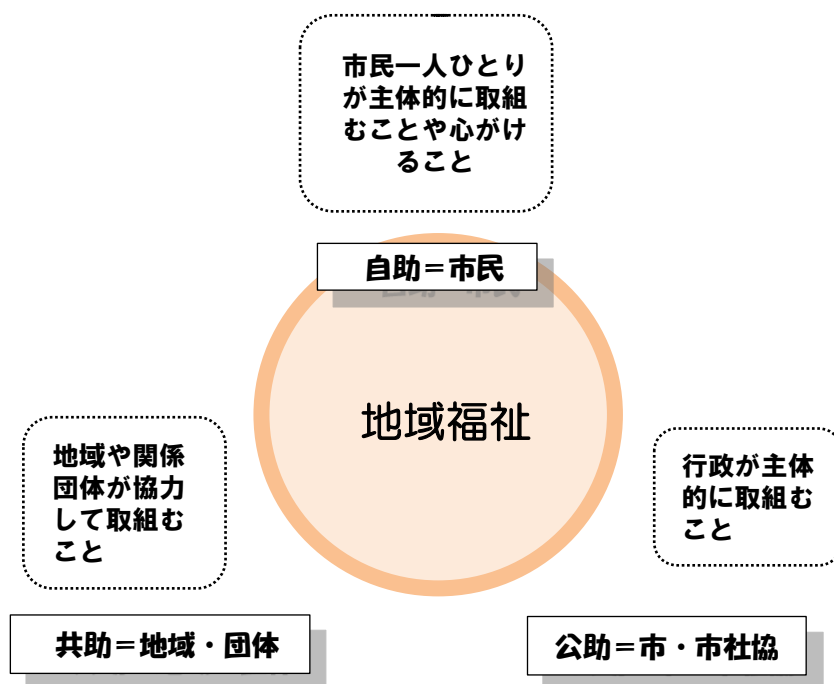 市民一人ひとり
が主体的に取組
むことや心がけ
ること
自助＝市民
地域福祉
地域や関係
団体が協力
して取組む
こと
行政が主体
的に取組む
こと
共助＝地域・団体
公助＝市・市社協